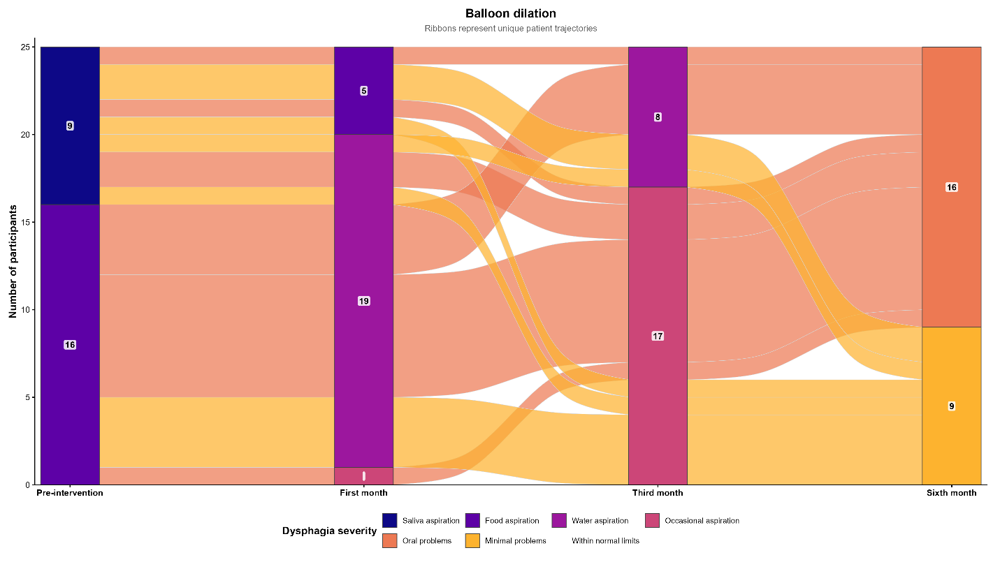 Balloon dilation
Ribbons represent unique patient trajectories
Number of participants
25
20
15
10
5
0
9
16
5
19
8
17
16
9
Pre-intervention First month Third month Sixth month
Dysphagia severity
Saliva aspiration Food aspiration Water aspiration Occasional aspiration
Oral problems Minimal problems Within normal limits